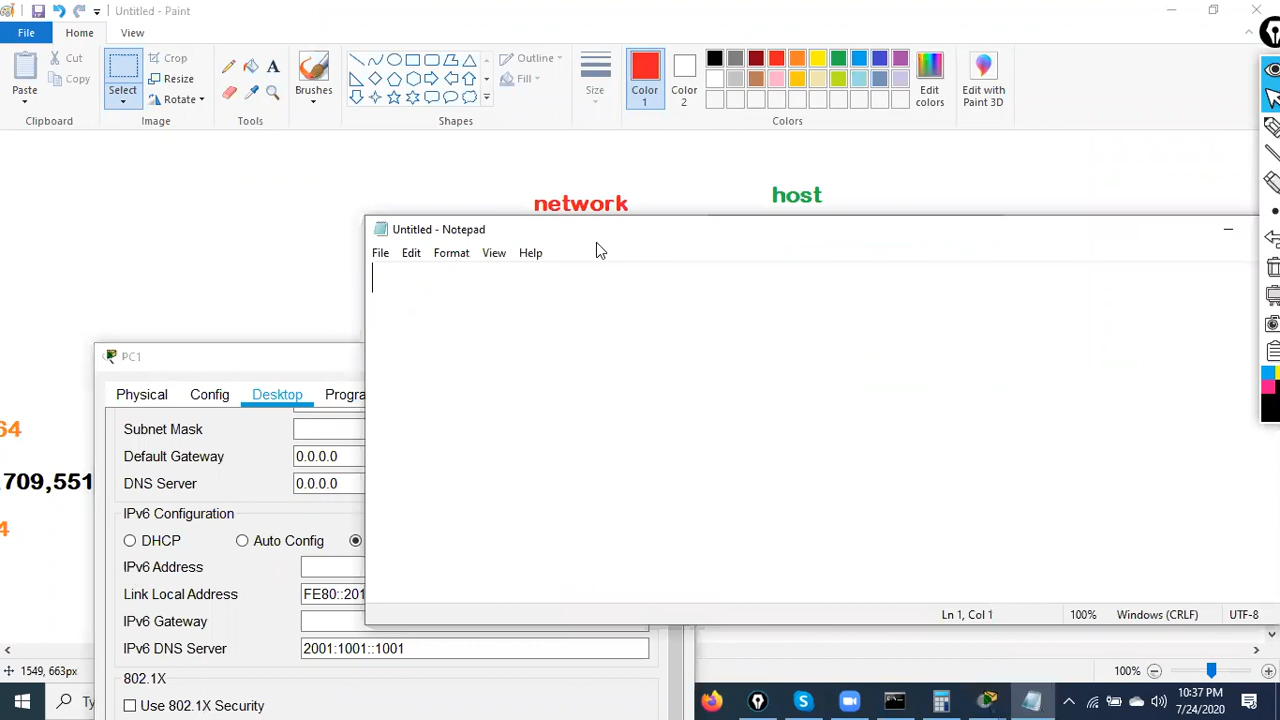 Untitled - Paint
File Home View
Paste
Cut
Copy
Clipboard
Select
Crop
Resize
Rotate
Image
Tools
Brushes
Shapes
Outline
Fill
Size
Color 1
Color 2
Colors
Edit colors
Edit with Paint 3D
network host
Untitled - Notepad
File Edit Format View Help
PC1
Physical Config Desktop Progra
64
Subnet Mask
Default Gateway 0.0.0.0
,709,551
DNS Server 0.0.0.0
IPv6 Configuration
4
DHCP Auto Config
IPv6 Address
Link Local Address FE80::201
Ln 1, Col 1 100% Windows (CRLF) UTF-8
IPv6 Gateway
IPv6 DNS Server 2001:1001::1001
1549, 663px
100%
802.1X
Use 802.1X Security
Ty
10:37 PM
7/24/2020